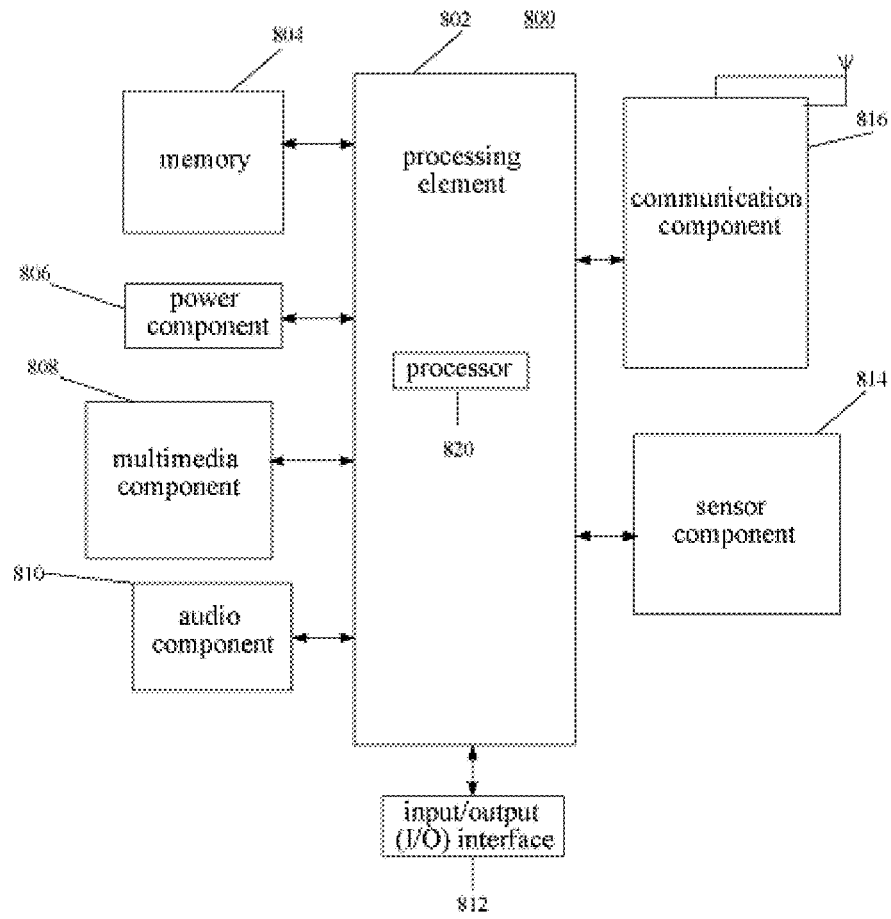 804
802
800
816
memory
processing
element
communication
component
806
power
component
808
processor
820
814
multimedia
component
sensor
component
810
audio
component
input/output
(I/O) interface
812